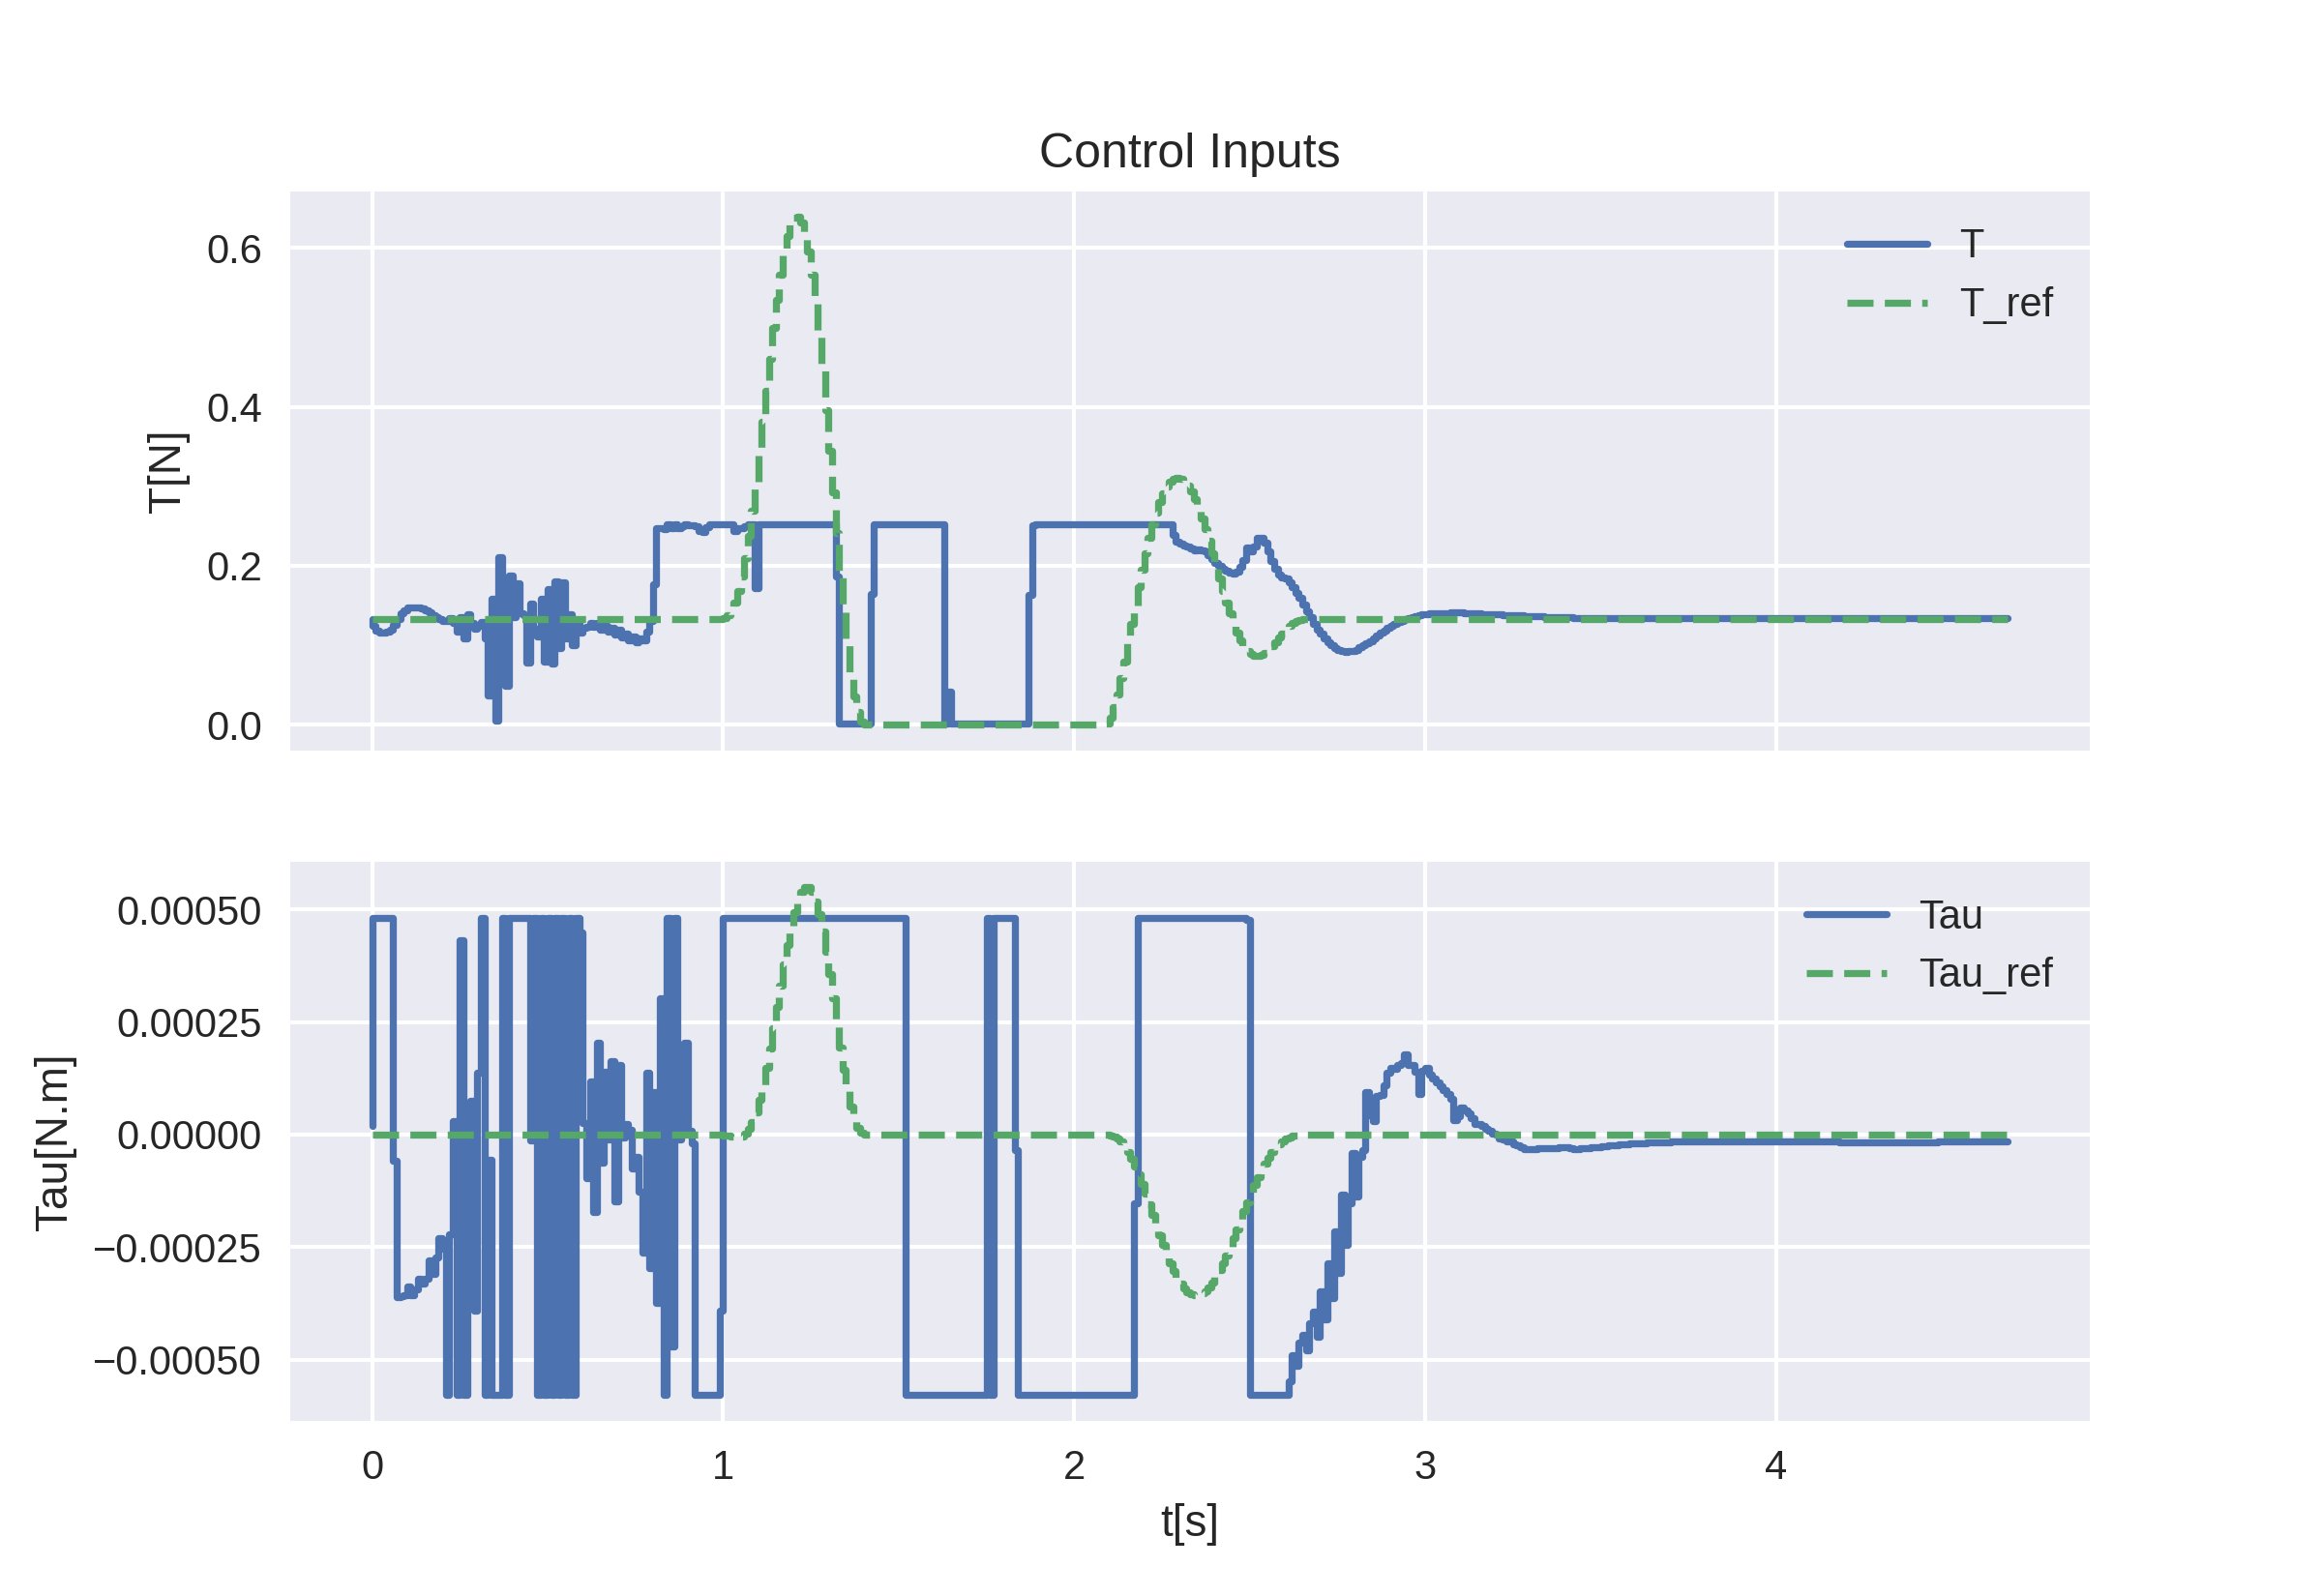 Control Inputs
T[N]
0.6
0.4
0.2
0.0
T
T_ref
Tau[N.m]
0.00050
0.00025
0.00000
−0.00025
−0.00050
Tau
Tau_ref
0 1 2 3 4
t[s]